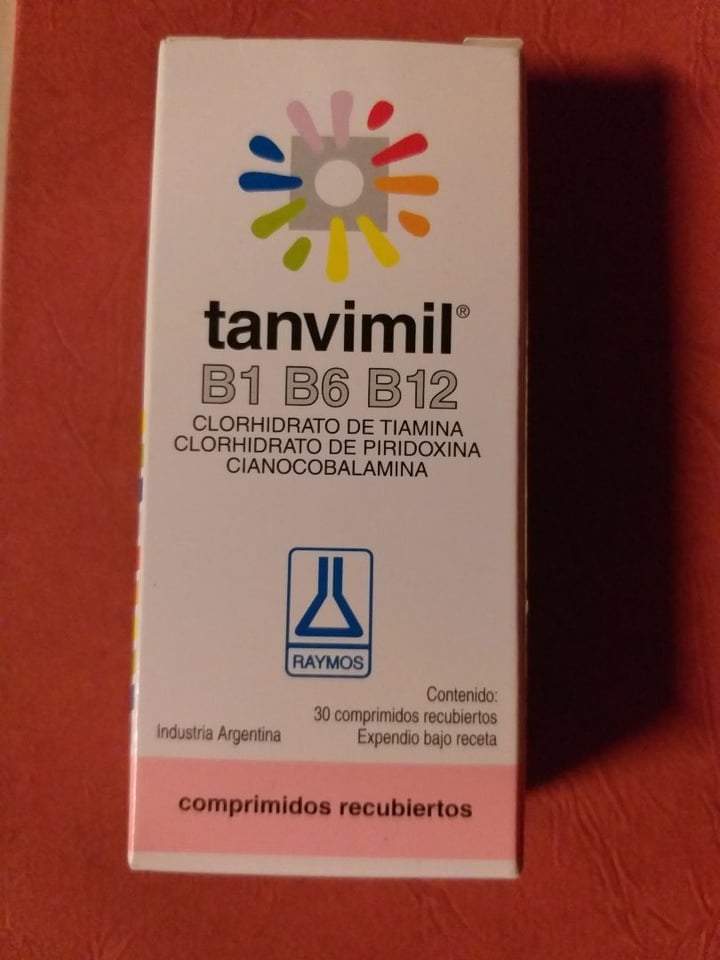 tanvimil®
B1 B6 B12
CLORHIDRATO DE TIAMINA
CLORHIDRATO DE PIRIDOXINA
CIANOCOBALAMINA
RAYMOS
Contenido:
30 comprimidos recubiertos
Industria Argentina
Expendio bajo receta
comprimidos recubiertos